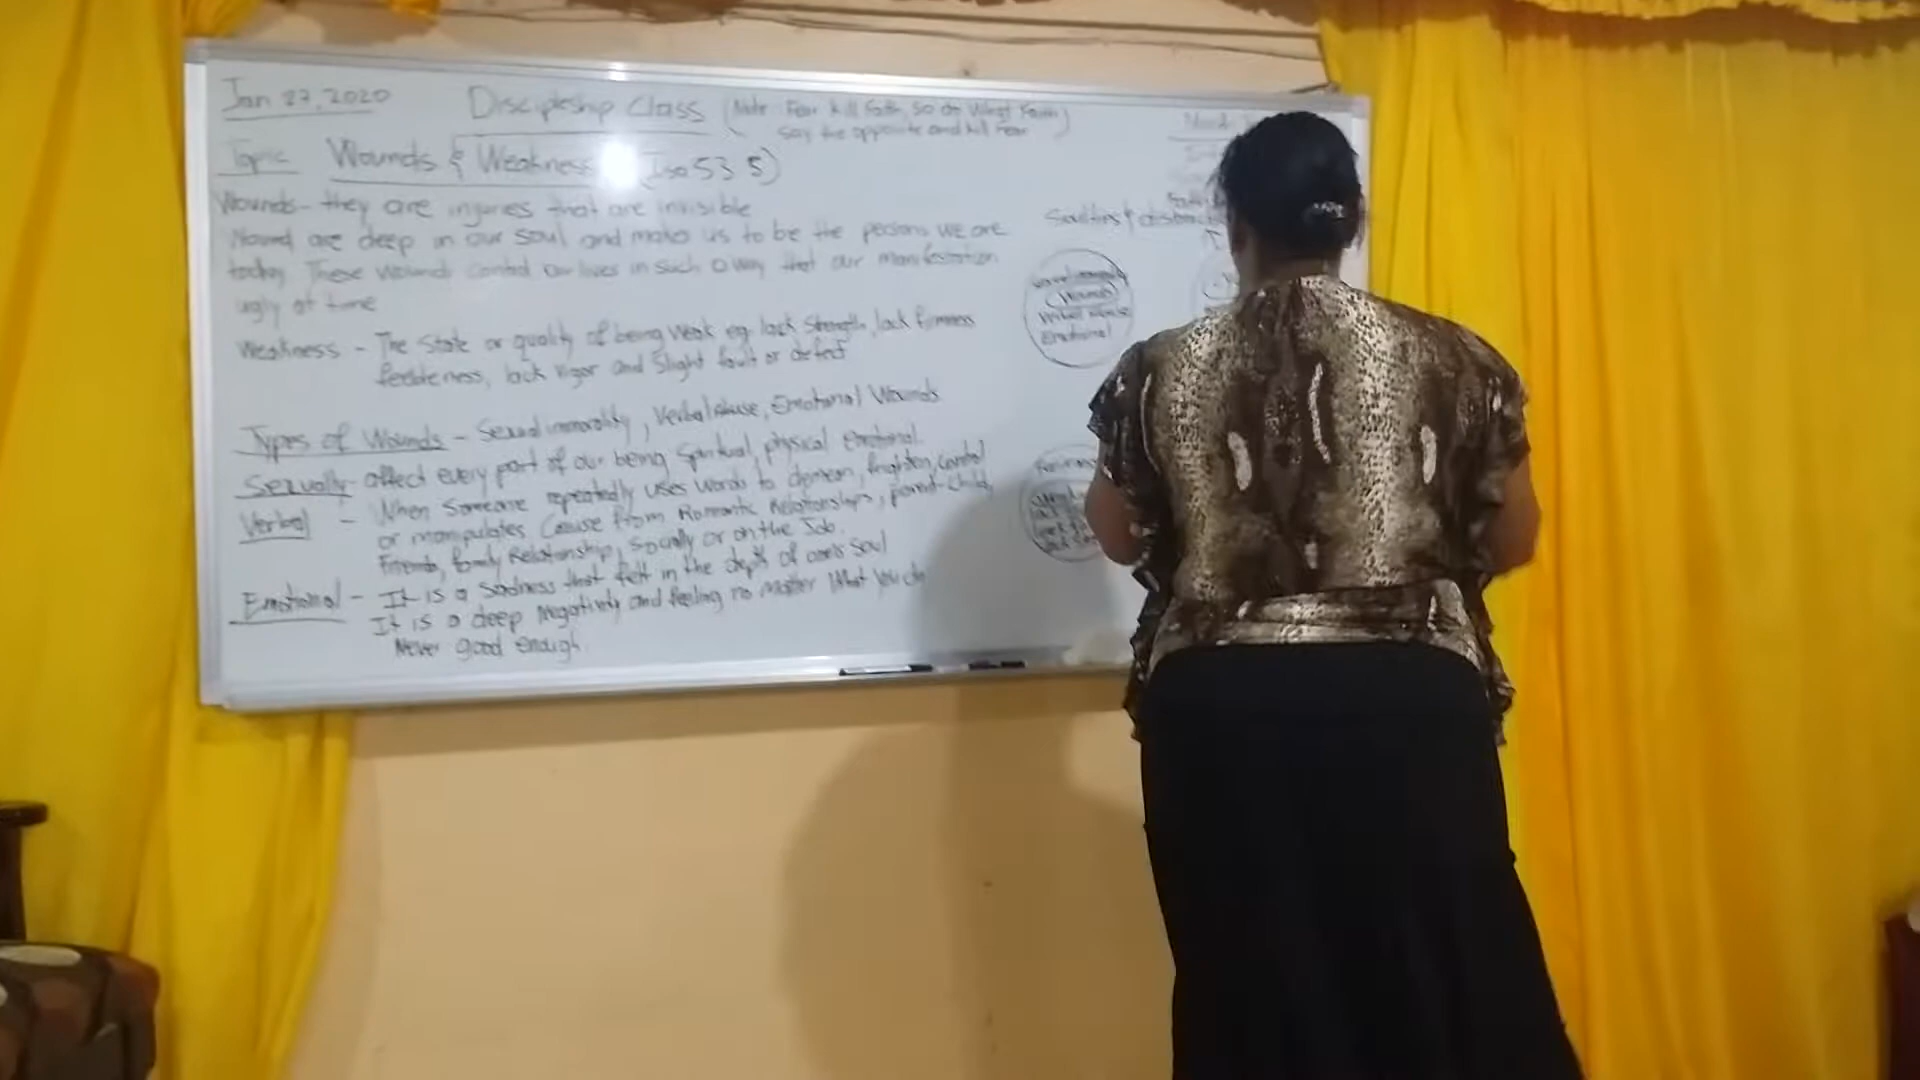 Jan 27, 2020
Discipleship Class
(Note: Fear kill Faith, so do what Faith
say the opposite and kill Fear)
Topic Wounds & Weakness (Isa 53 5)
Wounds - they are injuries that are invisible
Wound are deep in our soul and makes us to be the persons we are
today These wounds control our lives in such a way that our manifestation
ugly at time
Weakness - The state or quality of being weak eg. lack strength, lack firmness
feebleness, lack vigor and slight fault or defect
Types of Wounds - Sexual immorality, Verbal abuse, Emotional Wounds
Sexually - affect every part of our being Spiritual, physical Emotional.
Verbal - When Someone repeatedly uses words to demean, frighten, control
or manipulates Cause from Romantic Relationships, parent-child,
Friends, family Relationship, Socially or on the Job.
Emotional - It is a sadness that felt in the depth of one's soul
It is a deep negativity and feeling no matter what you do
Never good enough.
Wounds
Verbal
Emotional